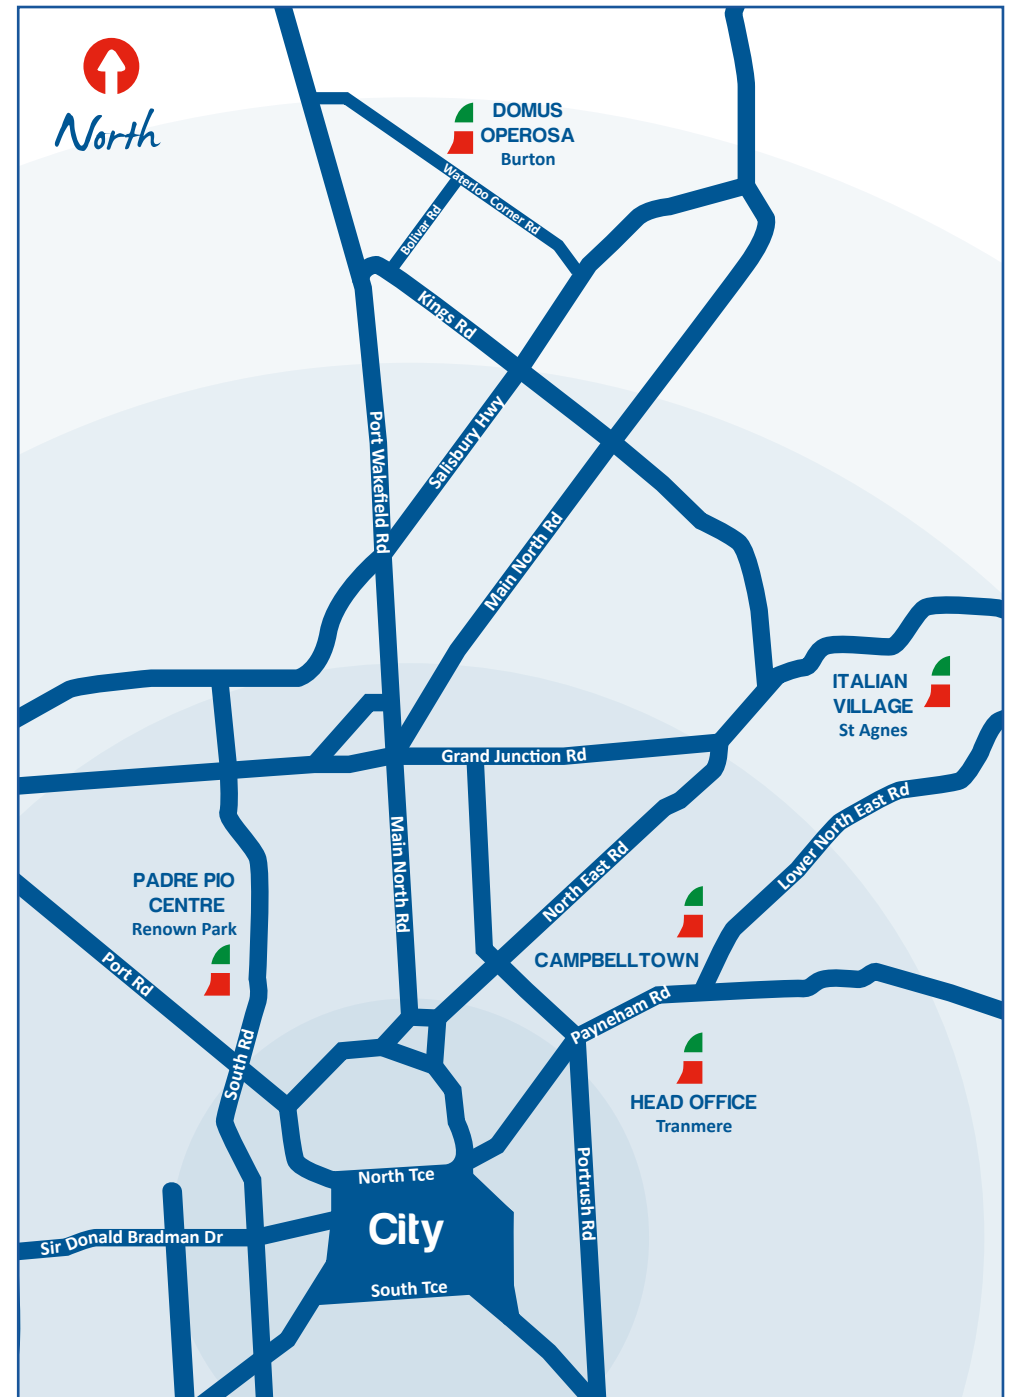 North
DOMUS
OPEROSA
Burton
Waterloo Corner Rd
Bolivar Rd
Kings Rd
Port Wakefield Rd
Salisbury Hwy
Main North Rd
ITALIAN
VILLAGE
St Agnes
Grand Junction Rd
Lower North East Rd
Main North Rd
North East Rd
PADRE PIO
CENTRE
Renown Park
CAMPBELLTOWN
Port Rd
Payneham Rd
South Rd
HEAD OFFICE
Tranmere
North Tce
Portrush Rd
City
Sir Donald Bradman Dr
South Tce